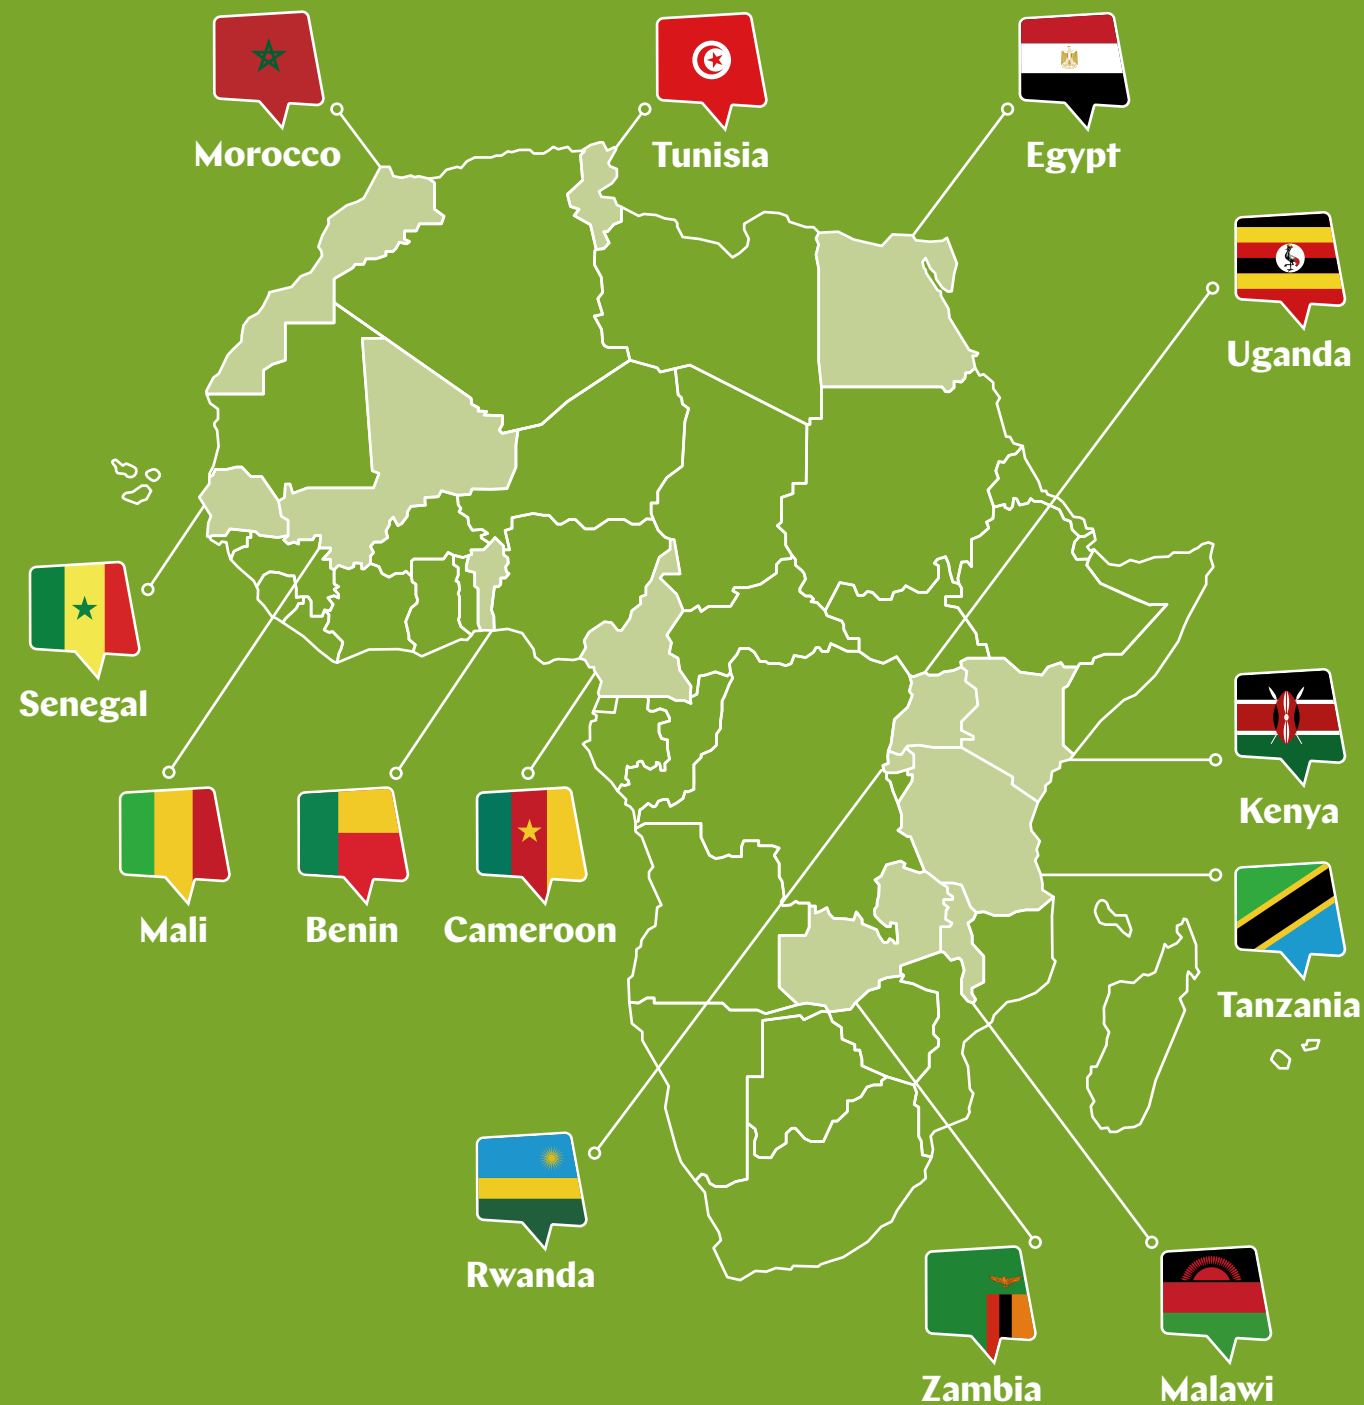 Morocco
Tunisia
Egypt
Uganda
Senegal
Kenya
Mali
Benin
Cameroon
Tanzania
Rwanda
Zambia
Malawi